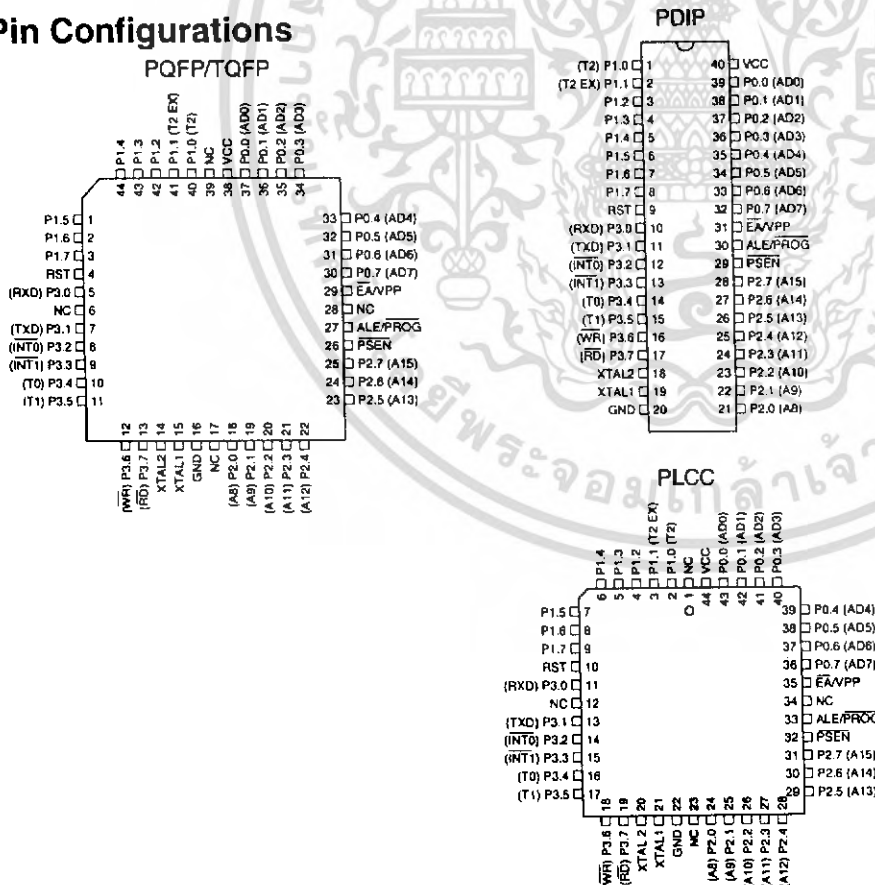 Pin Configurations
PQFP/TQFP
44 P1.4
43 P1.3
42 P1.2
41 P1.1 (T2 EX)
40 P1.0 (T2)
39 NC
38 VCC
37 P0.0 (AD0)
36 P0.1 (AD1)
35 P0.2 (AD2)
34 P0.3 (AD3)
P1.5 1
P1.6 2
P1.7 3
RST 4
(RXD) P3.0 5
NC 6
(TXD) P3.1 7
(INT0) P3.2 8
(INT1) P3.3 9
(T0) P3.4 10
(T1) P3.5 11
33 P0.4 (AD4)
32 P0.5 (AD5)
31 P0.6 (AD6)
30 P0.7 (AD7)
29 EA/VPP
28 NC
27 ALE/PROG
26 PSEN
25 P2.7 (A15)
24 P2.6 (A14)
23 P2.5 (A13)
(WR) P3.6 12
(RD) P3.7 13
XTAL2 14
XTAL1 15
GND 16
NC 17
(A8) P2.0 18
(A9) P2.1 19
(A10) P2.2 20
(A11) P2.3 21
(A12) P2.4 22
PDIP
(T2) P1.0 1
(T2 EX) P1.1 2
P1.2 3
P1.3 4
P1.4 5
P1.5 6
P1.6 7
P1.7 8
RST 9
(RXD) P3.0 10
(TXD) P3.1 11
(INT0) P3.2 12
(INT1) P3.3 13
(T0) P3.4 14
(T1) P3.5 15
(WR) P3.6 16
(RD) P3.7 17
XTAL2 18
XTAL1 19
GND 20
40 VCC
39 P0.0 (AD0)
38 P0.1 (AD1)
37 P0.2 (AD2)
36 P0.3 (AD3)
35 P0.4 (AD4)
34 P0.5 (AD5)
33 P0.6 (AD6)
32 P0.7 (AD7)
31 EA/VPP
30 ALE/PROG
29 PSEN
28 P2.7 (A15)
27 P2.6 (A14)
26 P2.5 (A13)
25 P2.4 (A12)
24 P2.3 (A11)
23 P2.2 (A10)
22 P2.1 (A9)
21 P2.0 (A8)
PLCC
6 P1.4
5 P1.3
4 P1.2
3 P1.1 (T2 EX)
2 P1.0 (T2)
1 NC
44 VCC
43 P0.0 (AD0)
42 P0.1 (AD1)
41 P0.2 (AD2)
40 P0.3 (AD3)
P1.5 7
P1.6 8
P1.7 9
RST 10
(RXD) P3.0 11
NC 12
(TXD) P3.1 13
(INT0) P3.2 14
(INT1) P3.3 15
(T0) P3.4 16
(T1) P3.5 17
39 P0.4 (AD4)
38 P0.5 (AD5)
37 P0.6 (AD6)
36 P0.7 (AD7)
35 EA/VPP
34 NC
33 ALE/PROG
32 PSEN
31 P2.7 (A15)
30 P2.6 (A14)
29 P2.5 (A13)
(WR) P3.6 18
(RD) P3.7 19
XTAL2 20
XTAL1 21
GND 22
NC 23
(A8) P2.0 24
(A9) P2.1 25
(A10) P2.2 26
(A11) P2.3 27
(A12) P2.4 28
พระจอมเกล้าเจ้า